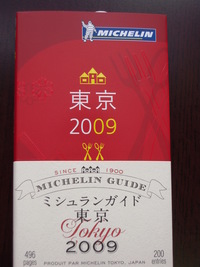 MICHELIN
東京
2009
SINCE 1900
MICHELIN GUIDE
ミシュランガイド
東京
Tokyo
2009
496 pages
200 entries
PRODUIT PAR MICHELIN TOKYO, JAPAN